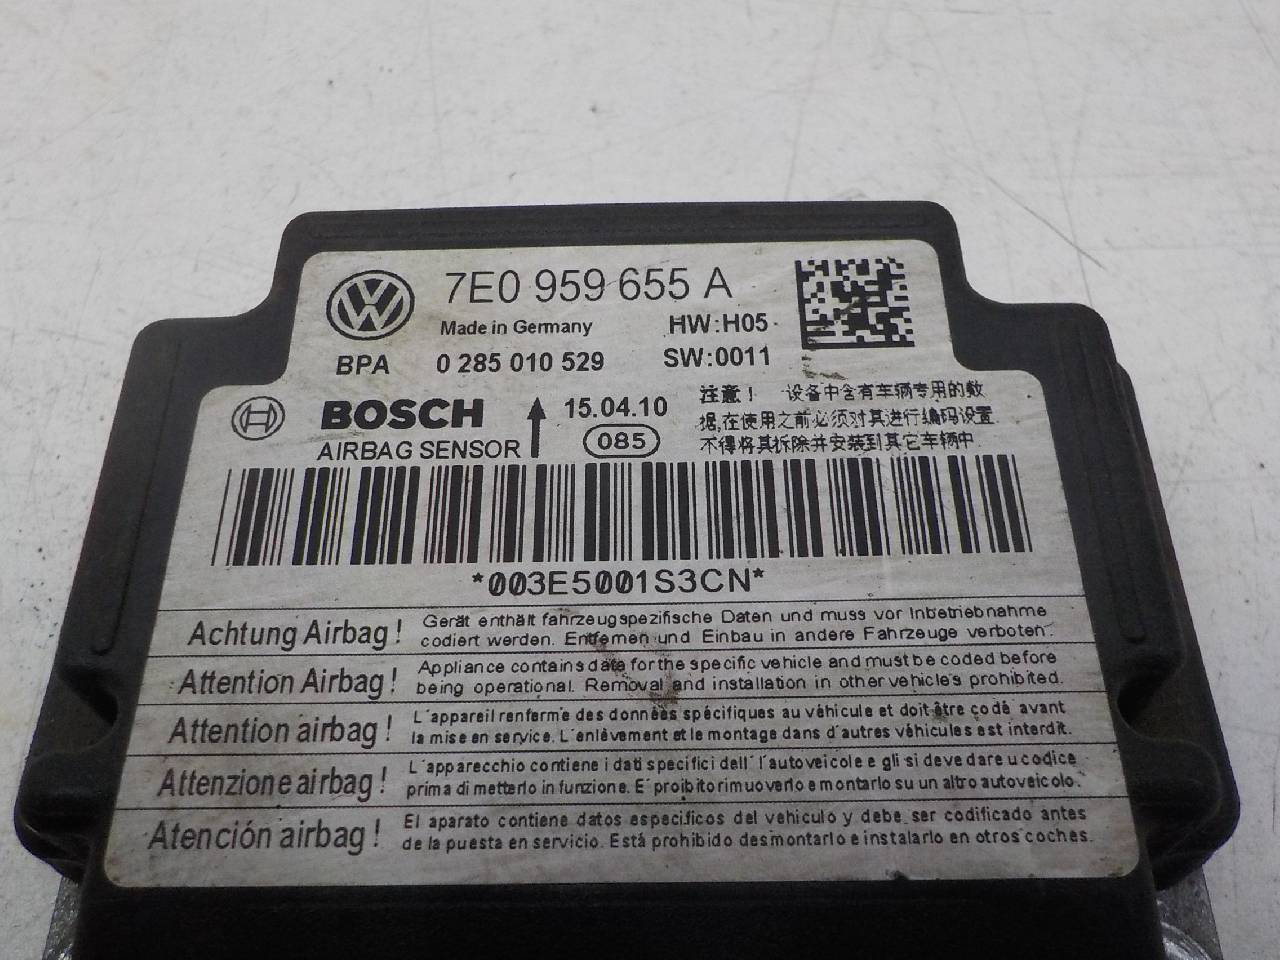 7E0 959 655 A
Made in Germany HW:H05
BPA 0 285 010 529 SW:0011
BOSCH 15.04.10
AIRBAG SENSOR 085
注意！ 设备中含有车辆专用的数
据,在使用之前必须对其进行编码设置
不得将其拆除并安装到其它车辆中
*003E5001S3CN*
Achtung Airbag! Gerät enthält fahrzeugspezifische Daten und muss vor Inbetriebnahme
codiert werden. Entfernen und Einbau in andere Fahrzeuge verboten.
Attention Airbag! Appliance contains data for the specific vehicle and must be coded before
being operational. Removal and installation in other vehicle's prohibited.
Attention airbag! L'appareil renferme des données spécifiques au véhicule et doit être codé avant
la mise en service. L'enlèvement et le montage dans d'autres véhicules est interdit.
Attenzione airbag! L'apparecchio contiene i dati specifici dell'l'autoveicolo e gli si deve dare u codice
prima di metterlo in funzione. E' proibito rimuoverlo e montarlo su un altro autoveicolo.
Atención airbag! El aparato contiene datos especificos del vehiculo y debe ser codificado antes
de la puesta en servicio. Está prohibido desmontarlo e instalarlo en otros coches.